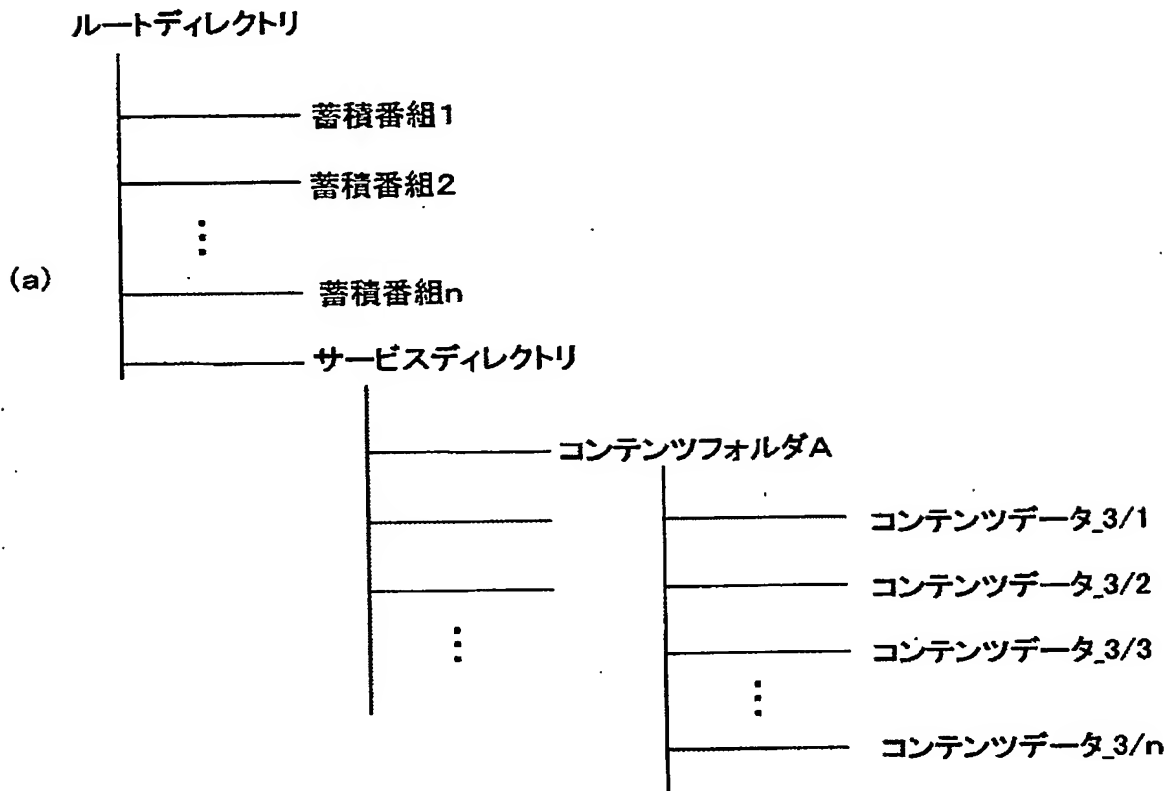 ルートディレクトリ
蓄積番組1
蓄積番組2
(a)
蓄積番組n
サービスディレクトリ
コンテンツフォルダA
コンテンツデータ_3/1
コンテンツデータ_3/2
コンテンツデータ_3/3
コンテンツデータ_3/n